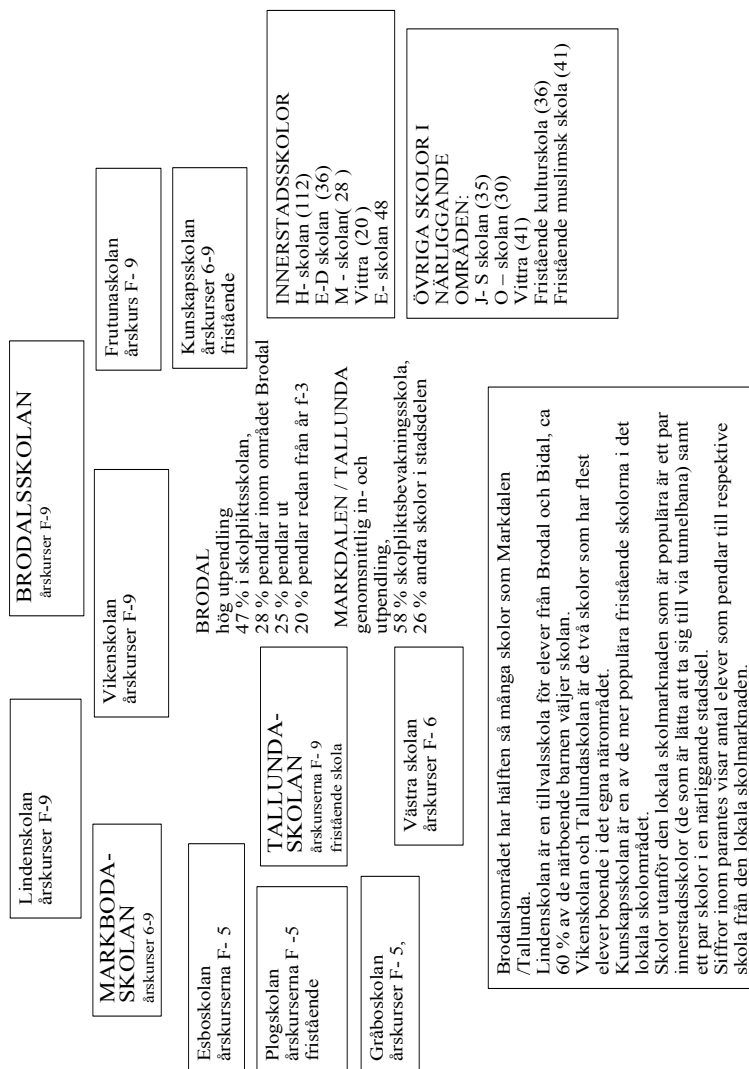 Lindenskolan
årskurser F-9
BRODALSSKOLAN
årskurser F-9
MARKBODA-
SKOLAN
årskurser 6-9
Vikenskolan
årskurser F-9
Frutunaskolan
årskurs F- 9
Esboskolan
årskurserna F- 5
BRODAL
hög utpendling
47 % i skolpliktsskolan,
28 % pendlar inom området Brodal
25 % pendlar ut
20 % pendlar redan från år f-3
Kunskapsskolan
årskurser 6-9
fristående
Plogskolan
årskurserna F -5
fristående
TALLUNDA-
SKOLAN
årskurserna F- 9
fristående skola
MARKDALEN / TALLUNDA
genomsnittlig in- och
utpendling,
58 % skolpliktsbevakningsskola,
26 % andra skolor i stadsdelen
INNERSTADSSKOLOR
H- skolan (112)
E-D skolan (36)
M - skolan( 28 )
Vittra (20 )
E- skolan 48
Gråboskolan
årskurser F- 5,
Västra skolan
årskurser F- 6
ÖVRIGA SKOLOR I
NÄRLIGGANDE
OMRÅDEN:
J- S skolan (35)
O – skolan (30)
Vittra (41)
Fristående kulturskola (36)
Fristående muslimsk skola (41)
Brodalsområdet har hälften så många skolor som Markdalen
/Tallunda.
Lindenskolan är en tillvalsskola för elever från Brodal och Bidal, ca
60 % av de närboende barnen väljer skolan.
Vikenskolan och Tallundaskolan är de två skolor som har flest
elever boende i det egna närområdet.
Kunskapsskolan är en av de mer populära fristående skolorna i det
lokala skolområdet.
Skolor utanför den lokala skolmarknaden som är populära är ett par
innerstadsskolor (de som är lätta att ta sig till via tunnelbana) samt
ett par skolor i en närliggande stadsdel.
Siffror inom parantes visar antal elever som pendlar till respektive
skola från den lokala skolmarknaden.